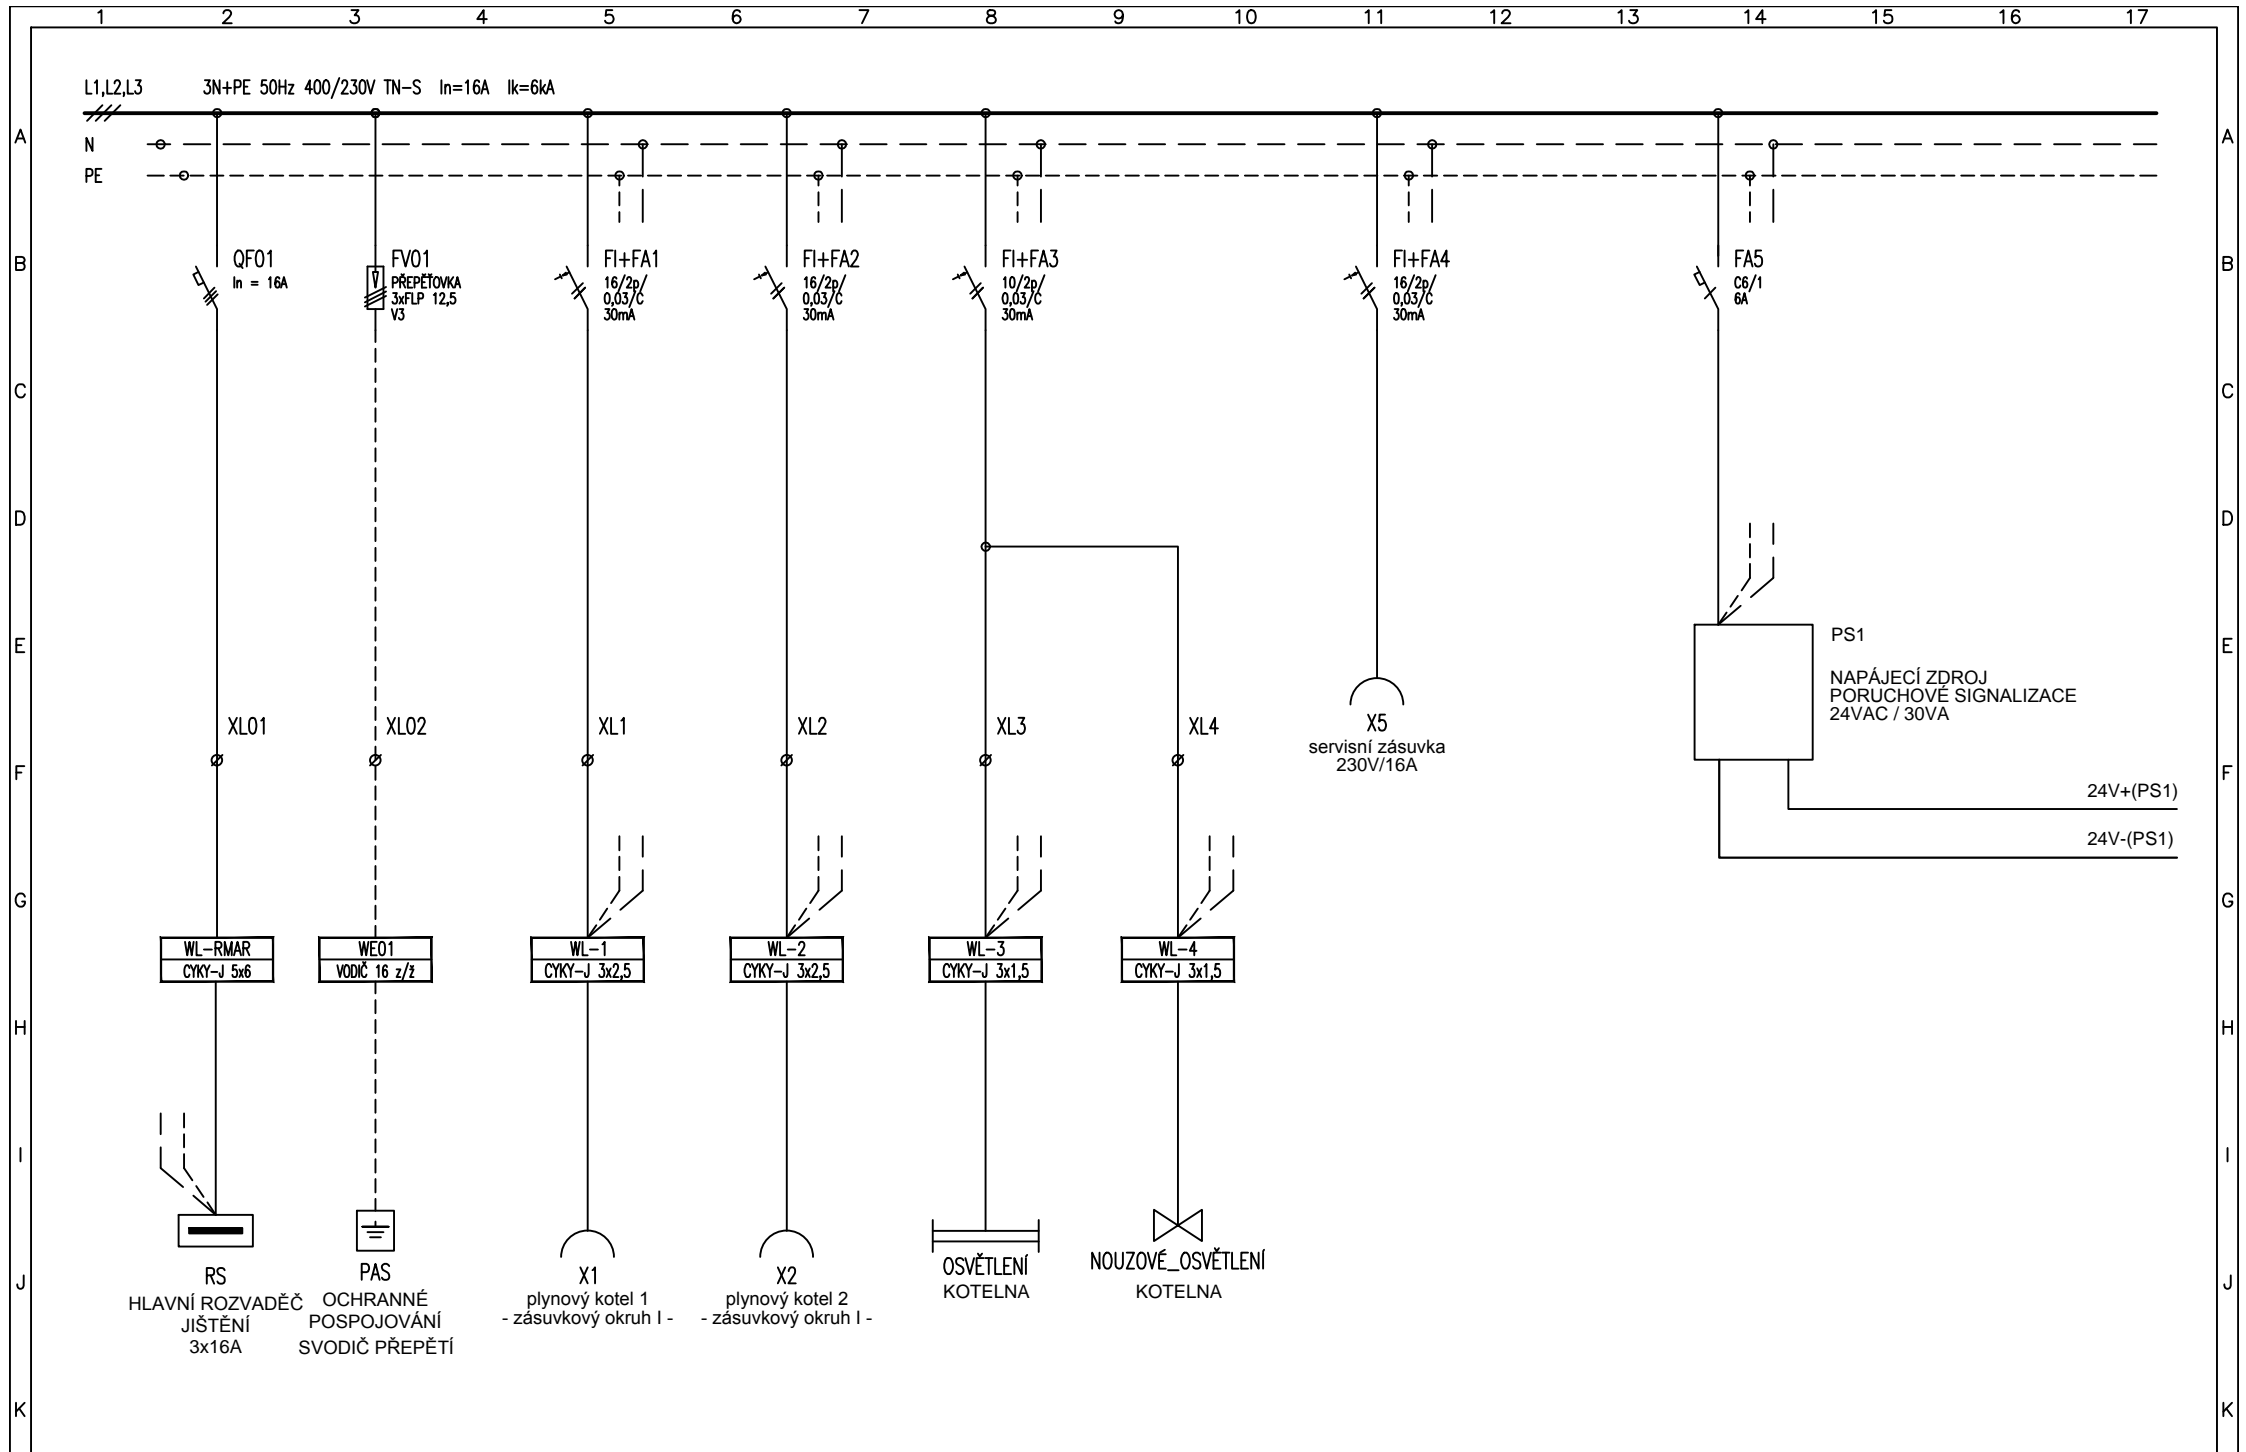 1 2 3 4 5 6 7 8 9 10 11 12 13 14 15 16 17
L1,L2,L3 3N+PE 50Hz 400/230V TN-S In=16A Ik=6kA
A A
N
PE
B B
QF01
In = 16A
FV01
PŘEPĚŤOVKA
3xFLP 12,5
V3
FI+FA1
16/2p/
0,03/C
30mA
FI+FA2
16/2p/
0,03/C
30mA
FI+FA3
10/2p/
0,03/C
30mA
FI+FA4
16/2p/
0,03/C
30mA
FA5
C6/1
6A
C C
D D
E E
PS1
NAPÁJECÍ ZDROJ
PORUCHOVÉ SIGNALIZACE
24VAC / 30VA
XL01 XL02 XL1 XL2 XL3 XL4
X5
servisní zásuvka
230V/16A
F F
24V+(PS1)
24V-(PS1)
G G
WL-RMAR
CYKY-J 5x6
WE01
VODIČ 16 z/ž
WL-1
CYKY-J 3x2,5
WL-2
CYKY-J 3x2,5
WL-3
CYKY-J 3x1,5
WL-4
CYKY-J 3x1,5
H H
I I
J J
RS
HLAVNÍ ROZVADĚČ
JIŠTĚNÍ
3x16A
PAS
OCHRANNÉ
POSPOJOVÁNÍ
SVODIČ PŘEPĚTÍ
X1
plynový kotel 1
- zásuvkový okruh I -
X2
plynový kotel 2
- zásuvkový okruh I -
OSVĚTLENÍ
KOTELNA
NOUZOVÉ_OSVĚTLENÍ
KOTELNA
K K